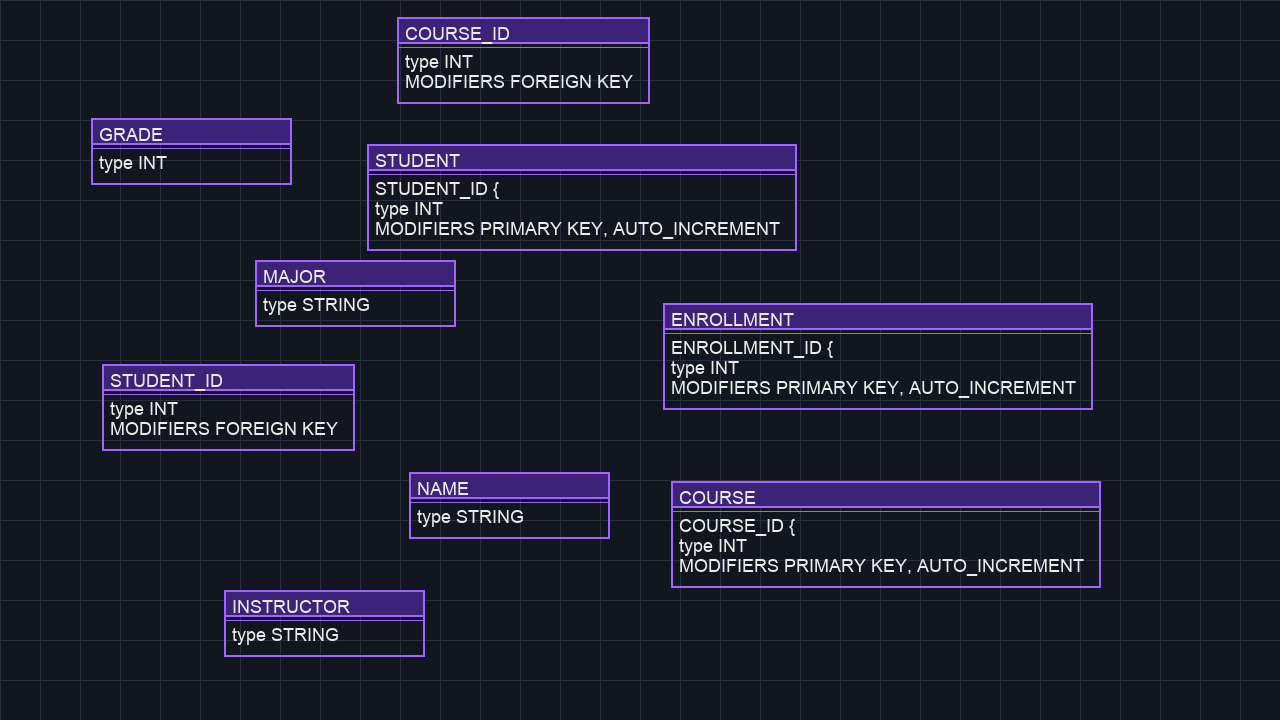 COURSE_ID
type INT
MODIFIERS FOREIGN KEY
GRADE
type INT
STUDENT
STUDENT_ID {
type INT
MODIFIERS PRIMARY KEY, AUTO_INCREMENT
MAJOR
type STRING
ENROLLMENT
ENROLLMENT_ID {
type INT
MODIFIERS PRIMARY KEY, AUTO_INCREMENT
STUDENT_ID
type INT
MODIFIERS FOREIGN KEY
NAME
type STRING
COURSE
COURSE_ID {
type INT
MODIFIERS PRIMARY KEY, AUTO_INCREMENT
INSTRUCTOR
type STRING